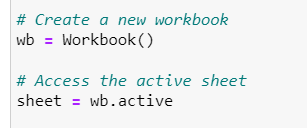 # Create a new workbook
wb = Workbook()
# Access the active sheet
sheet = wb.active